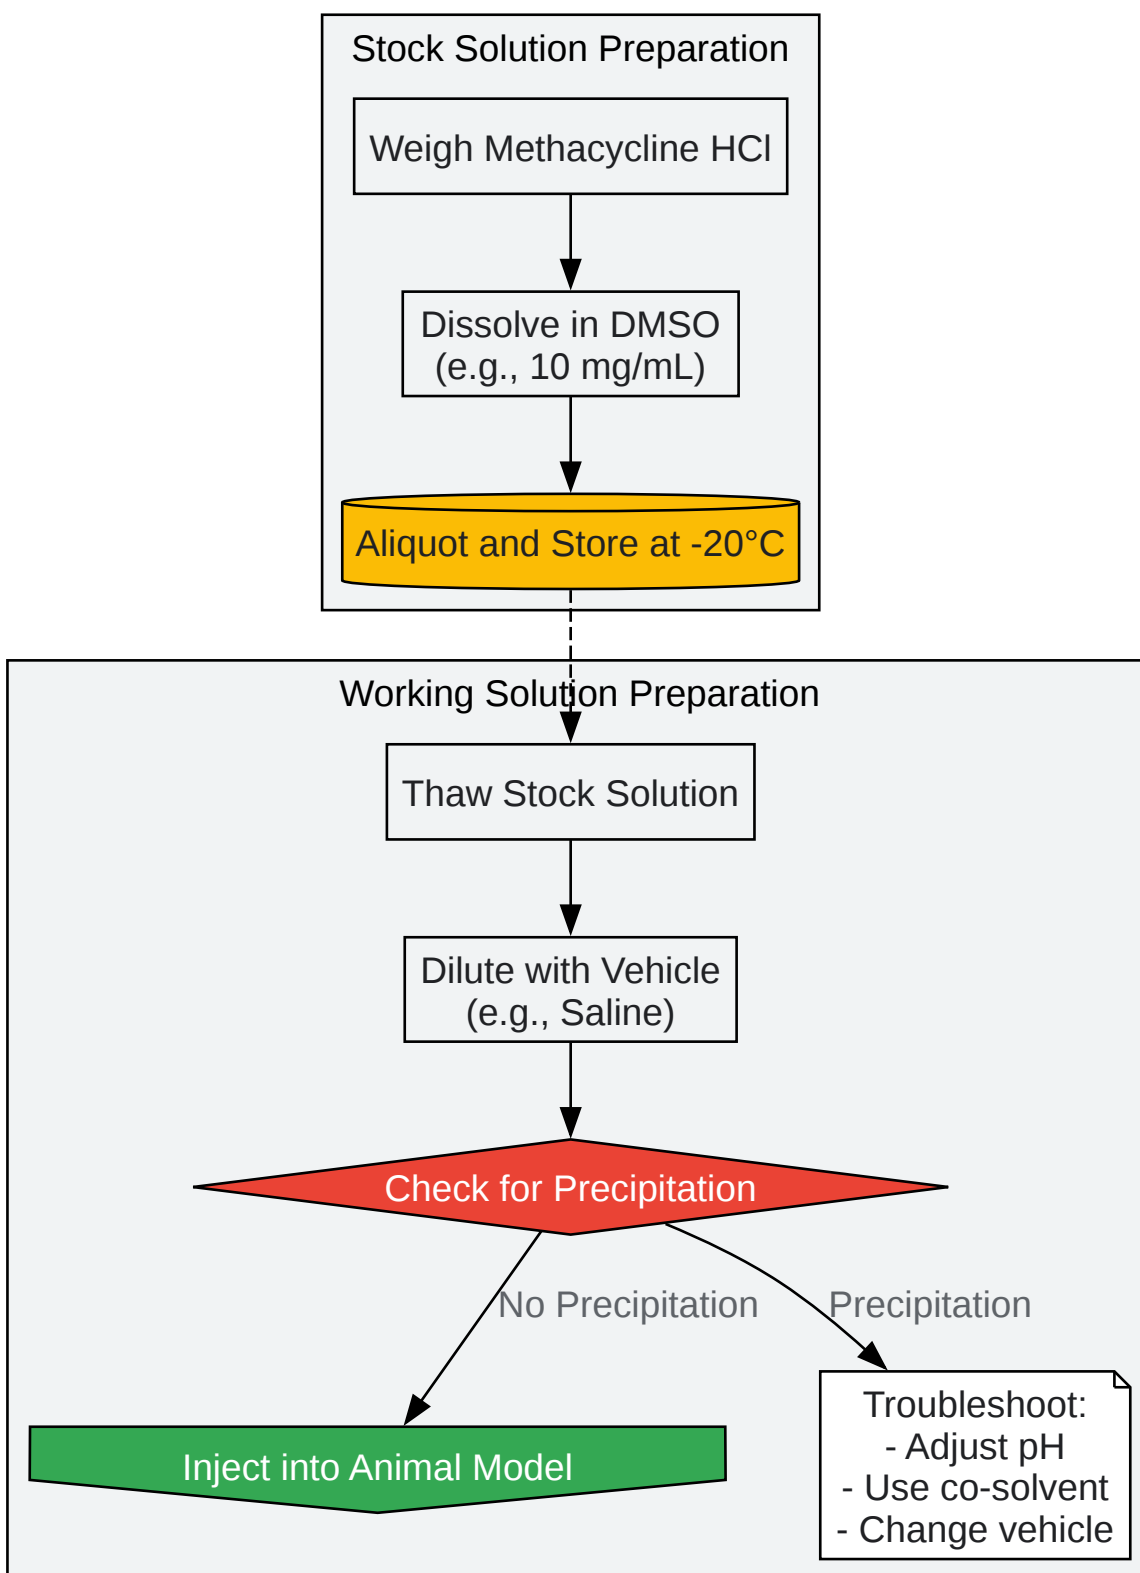 Stock Solution Preparation
Weigh Methacycline HCl
Dissolve in DMSO
(e.g., 10 mg/mL)
Aliquot and Store at -20°C
Working Solution Preparation
Thaw Stock Solution
Dilute with Vehicle
(e.g., Saline)
Check for Precipitation
No Precipitation
Precipitation
Inject into Animal Model
Troubleshoot:
- Adjust pH
- Use co-solvent
- Change vehicle